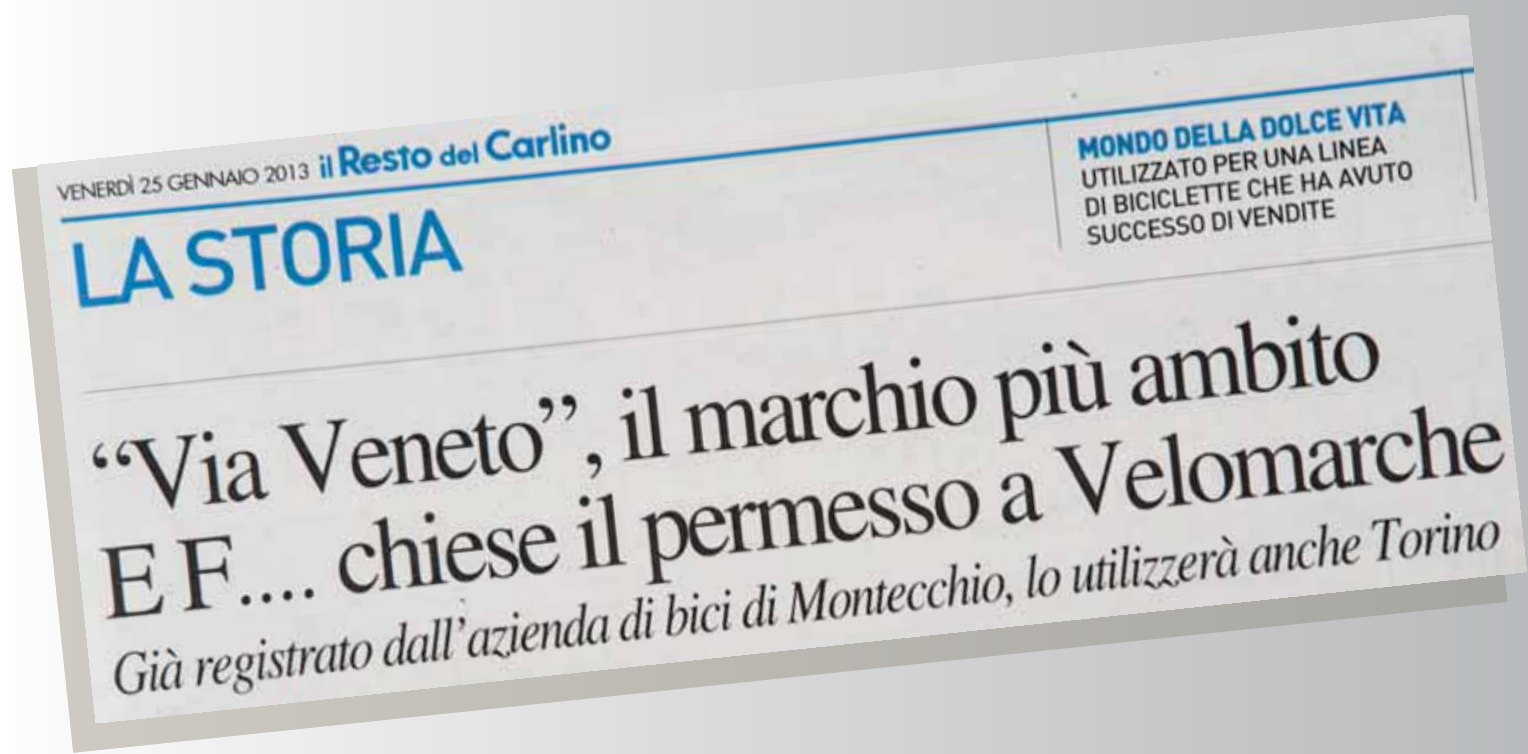 VENERDÌ 25 GENNAIO 2013 il Resto del Carlino
LA STORIA
MONDO DELLA DOLCE VITA
UTILIZZATO PER UNA LINEA
DI BICICLETTE CHE HA AVUTO
SUCCESSO DI VENDITE
“Via Veneto”, il marchio più ambito
E F.... chiese il permesso a Velomarche
Già registrato dall’azienda di bici di Montecchio, lo utilizzerà anche Torino